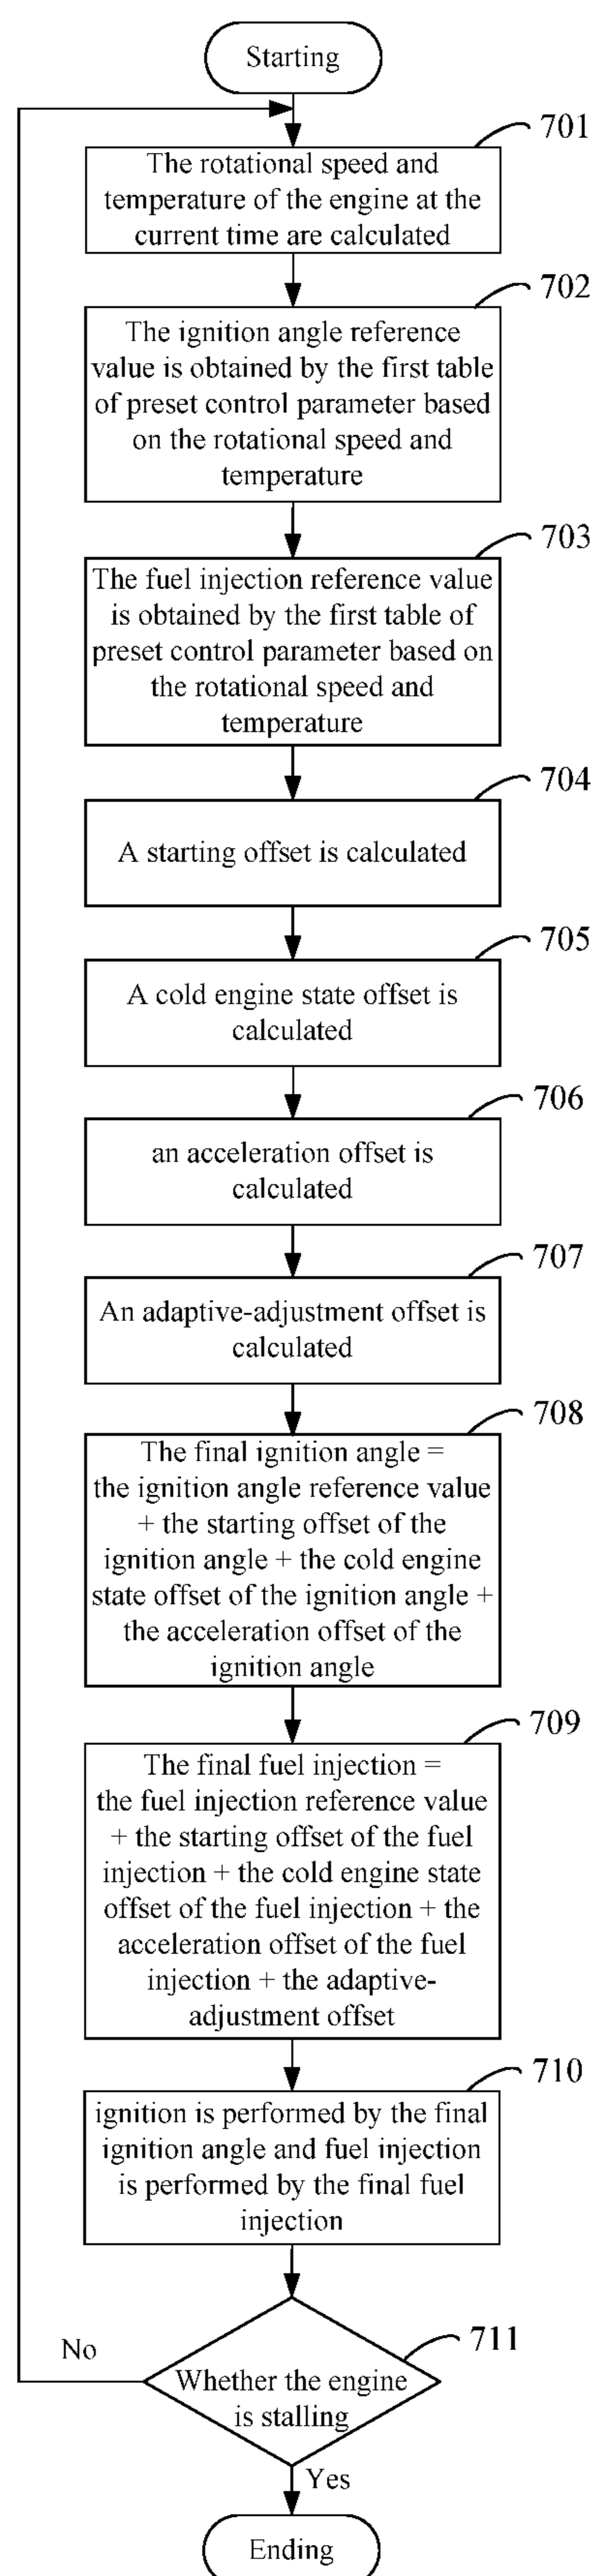 Starting
701
The rotational speed and
temperature of the engine at the
current time are calculated
702
The ignition angle reference
value is obtained by the first table
of preset control parameter based
on the rotational speed and
temperature
703
The fuel injection reference value
is obtained by the first table of
preset control parameter based on
the rotational speed and
temperature
704
A starting offset is calculated
705
A cold engine state offset is
calculated
706
an acceleration offset is
calculated
707
An adaptive-adjustment offset is
calculated
708
The final ignition angle =
the ignition angle reference value
+ the starting offset of the
ignition angle + the cold engine
state offset of the ignition angle +
the acceleration offset of the
ignition angle
709
The final fuel injection =
the fuel injection reference value
+ the starting offset of the fuel
injection + the cold engine state
offset of the fuel injection + the
acceleration offset of the fuel
injection + the adaptive-
adjustment offset
710
ignition is performed by the final
ignition angle and fuel injection
is performed by the final fuel
injection
711
No
Whether the engine
is stalling
Yes
Ending